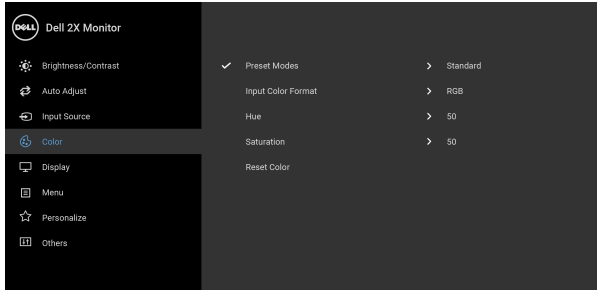 DELL Dell 2X Monitor
Brightness/Contrast Preset Modes Standard
Auto Adjust Input Color Format RGB
Input Source Hue 50
Color Saturation 50
Display Reset Color
Menu
Personalize
Others